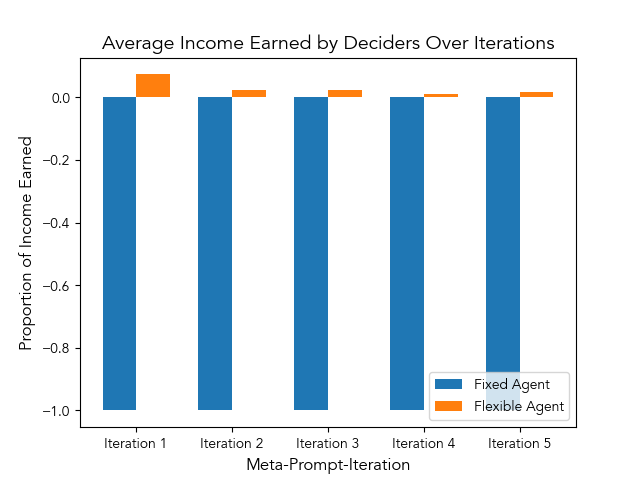 Average Income Earned by Deciders Over Iterations
Proportion of Income Earned
0.0
−0.2
−0.4
−0.6
−0.8
−1.0
Fixed Agent
Flexible Agent
Iteration 1 Iteration 2 Iteration 3 Iteration 4 Iteration 5
Meta-Prompt-Iteration